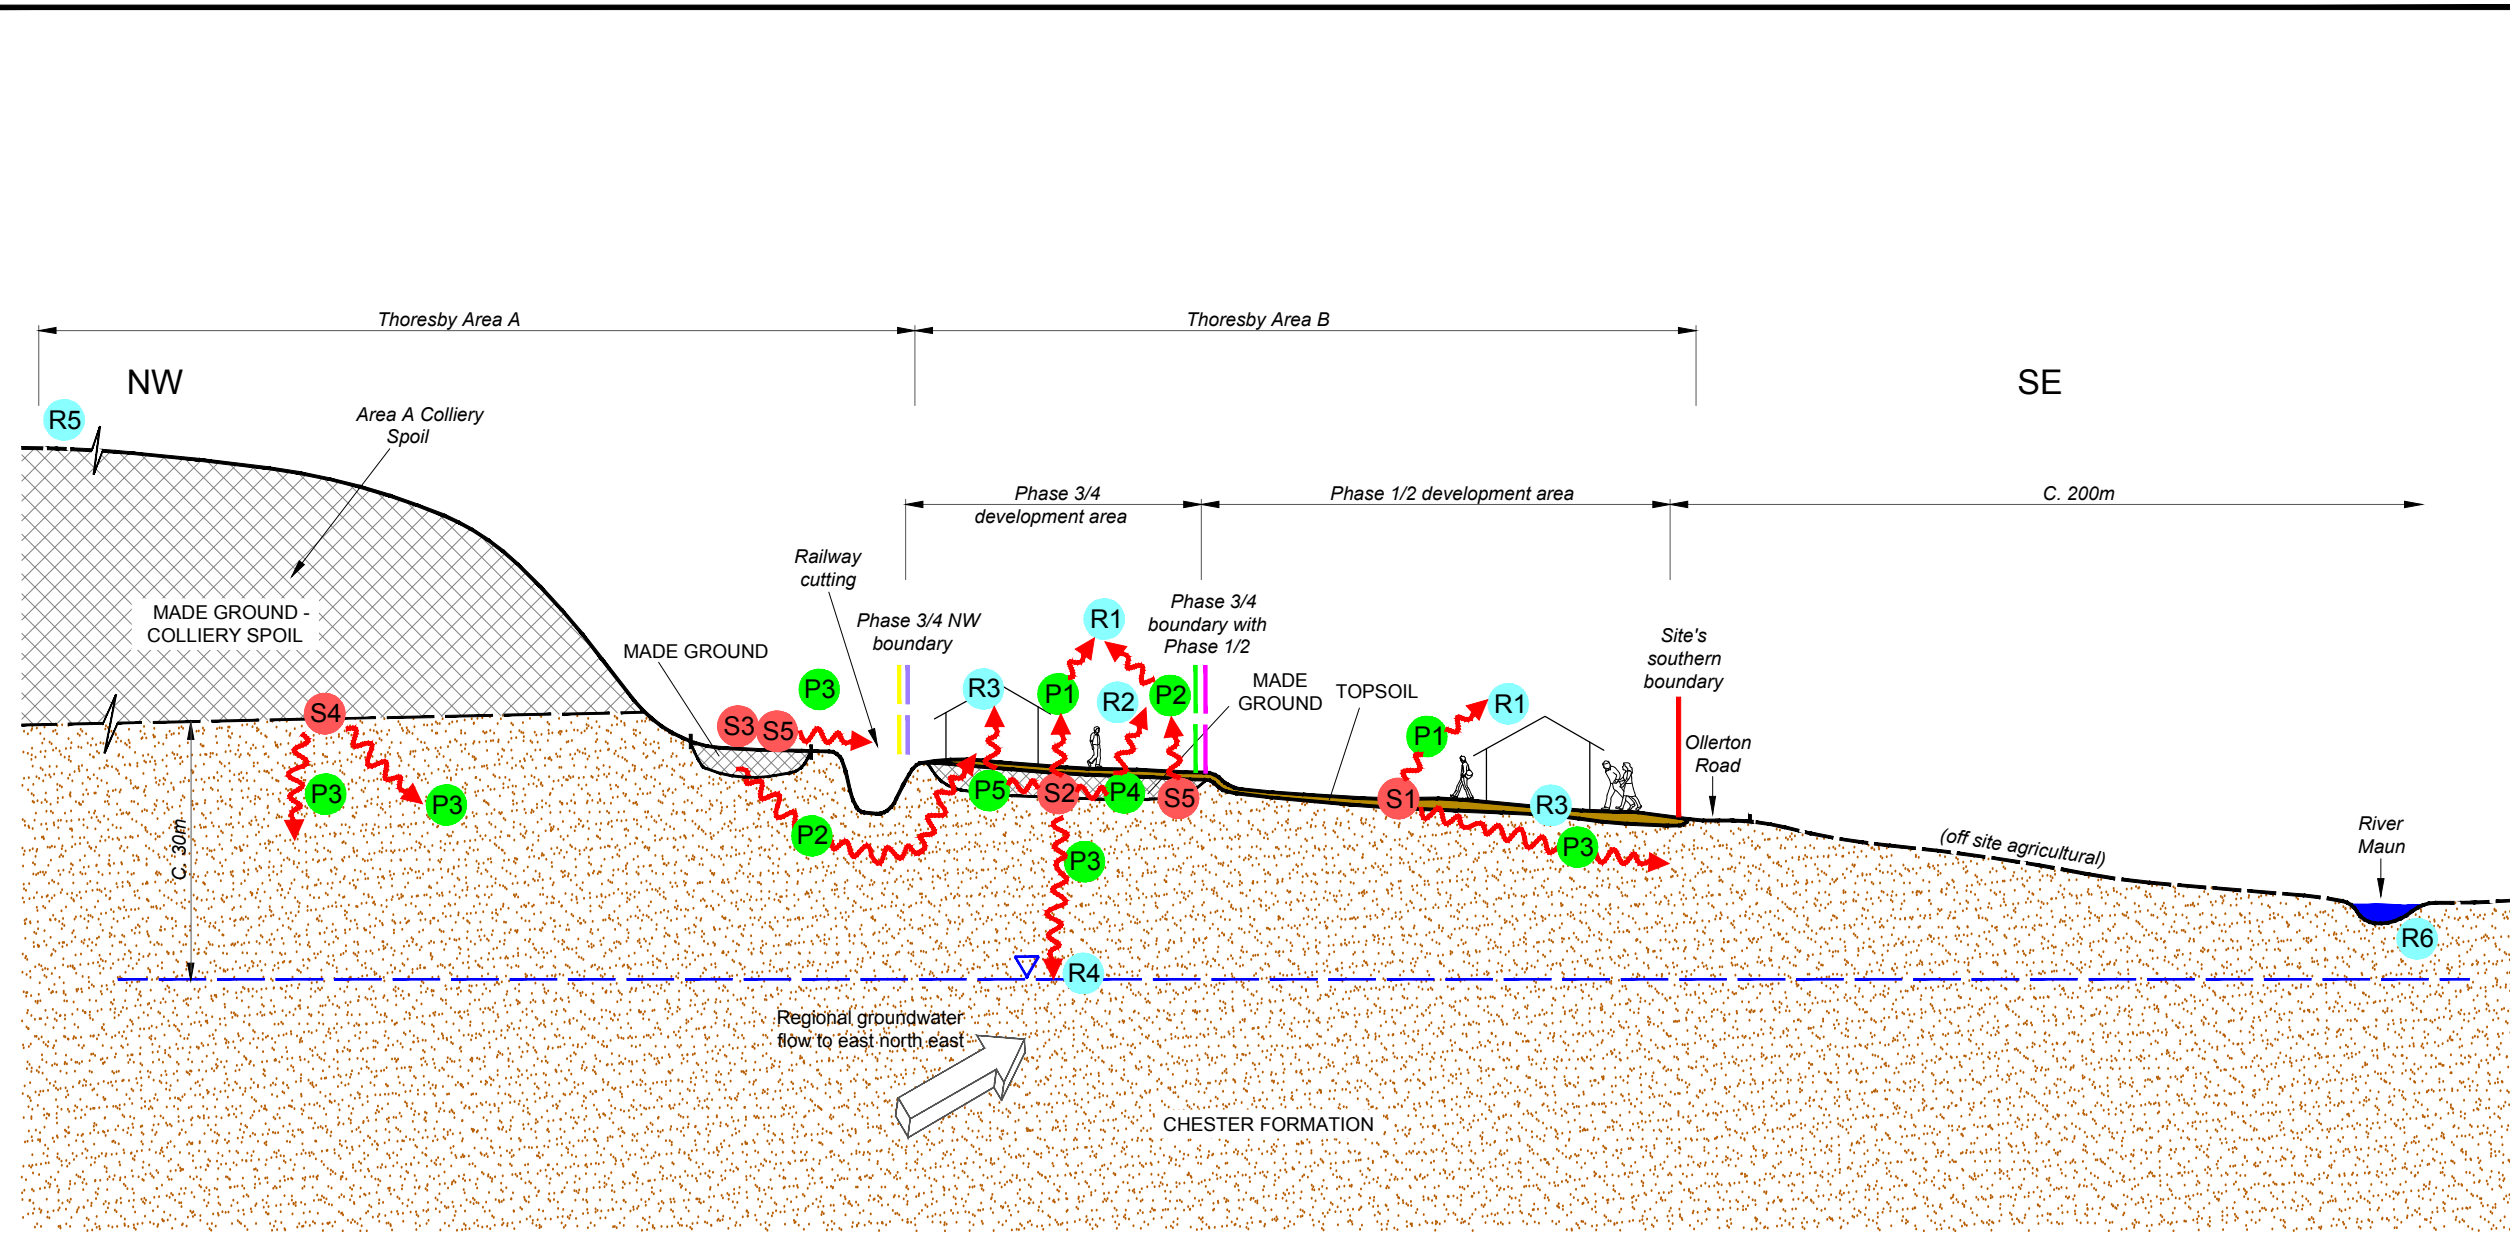 Thoresby Area A
Thoresby Area B
NW
SE
R5
Area A Colliery
Spoil
Phase 3/4
development area
Phase 1/2 development area
C. 200m
Railway
cutting
Phase 3/4 NW
boundary
Phase 3/4
boundary with
Phase 1/2
MADE GROUND -
COLLIERY SPOIL
MADE GROUND
R1
Site's
southern
boundary
P3
R3
P1
R2
P2
MADE
GROUND
TOPSOIL
R1
S4
S3
S5
P1
Ollerton
Road
P3
P3
P5
S2
P4
S5
S1
R3
P2
P3
P3
C. 30m
(off site agricultural)
River
Maun
R6
R4
Regional groundwater
flow to east north east
CHESTER FORMATION